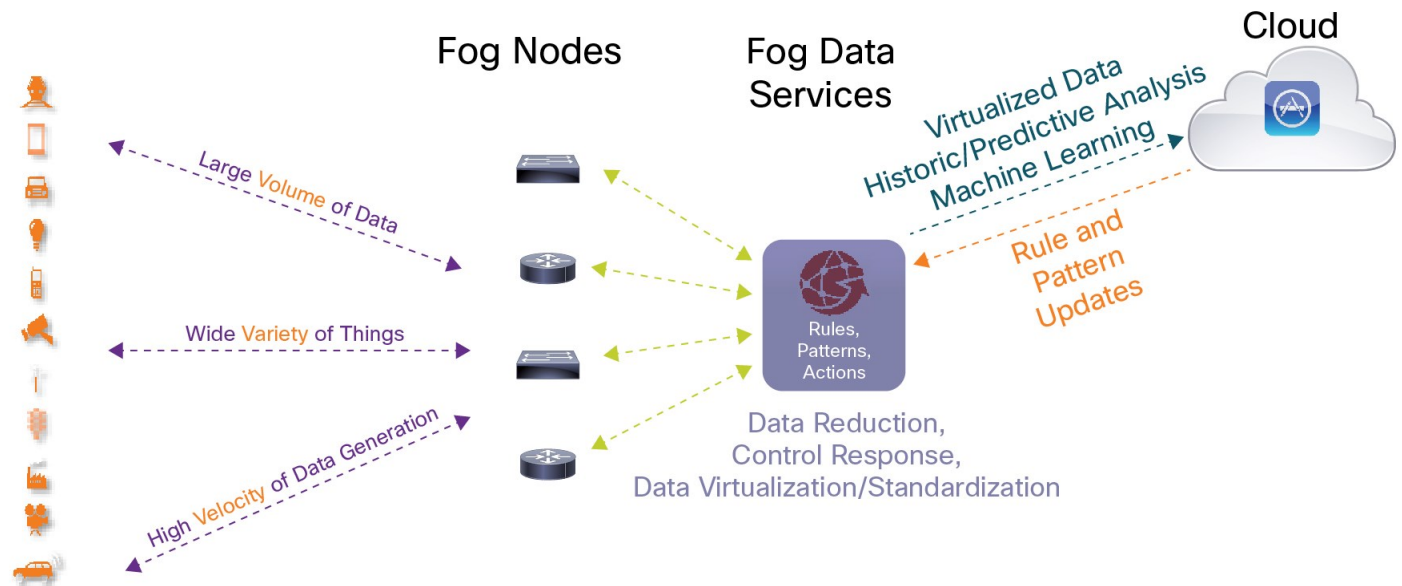 Fog Nodes
Fog Data
Services
Cloud
Large Volume of Data
Wide Variety of Things
High Velocity of Data Generation
Rules,
Patterns,
Actions
Data Reduction,
Control Response,
Data Virtualization/Standardization
Virtualized Data
Historic/Predictive Analysis
Machine Learning
Rule and
Pattern
Updates